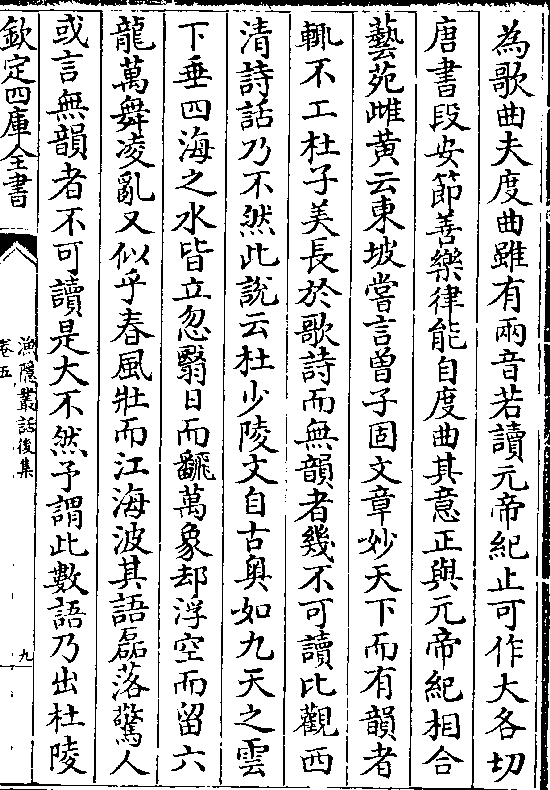 為歌曲夫度曲雖有兩音若讀元帝紀止可作大各切
唐書段安節善樂律能自度曲其意正與元帝紀相合
藝苑雌黃云東坡嘗言曾子固文章妙天下而有韻者
輒不工杜子美長於歌詩而無韻者幾不可讀比觀西
清詩話乃不然此說云杜少陵文自古奥如九天之雲
下垂四海之水皆立忽翳日而飜萬象却浮空而留六
龍萬舞凌亂又似乎春風壯而江海波其語磊落驚人
或言無韻者不可讀是大不然予謂此數語乃出杜陵
欽定四庫全書
漁隱叢話後集
卷五
九